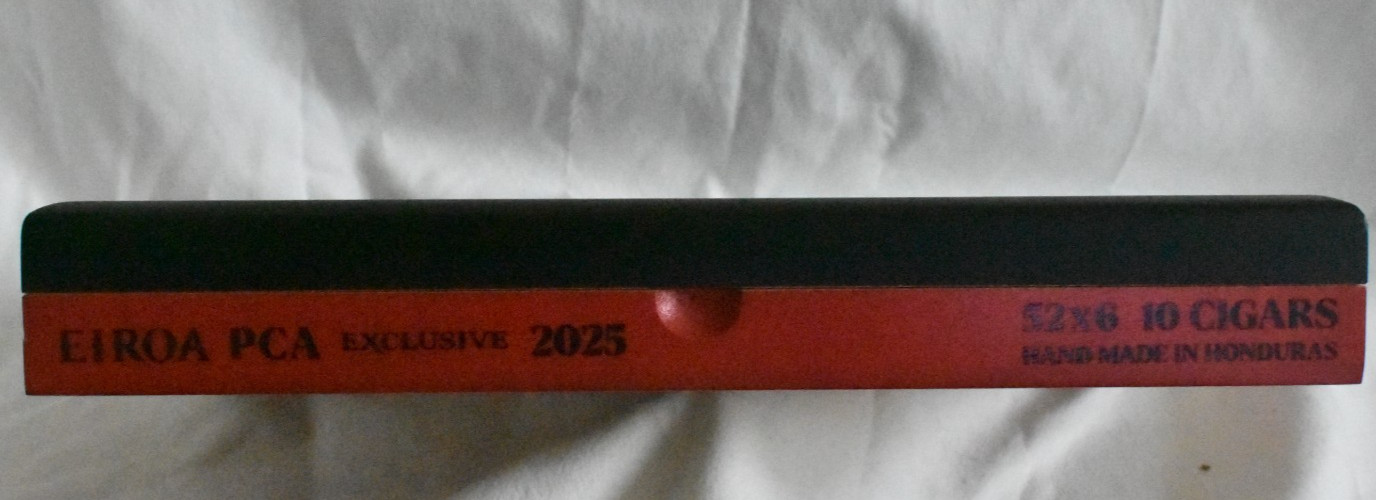 EIROA PCA EXCLUSIVE 2025
52x6 10 CIGARS
HAND MADE IN HONDURAS